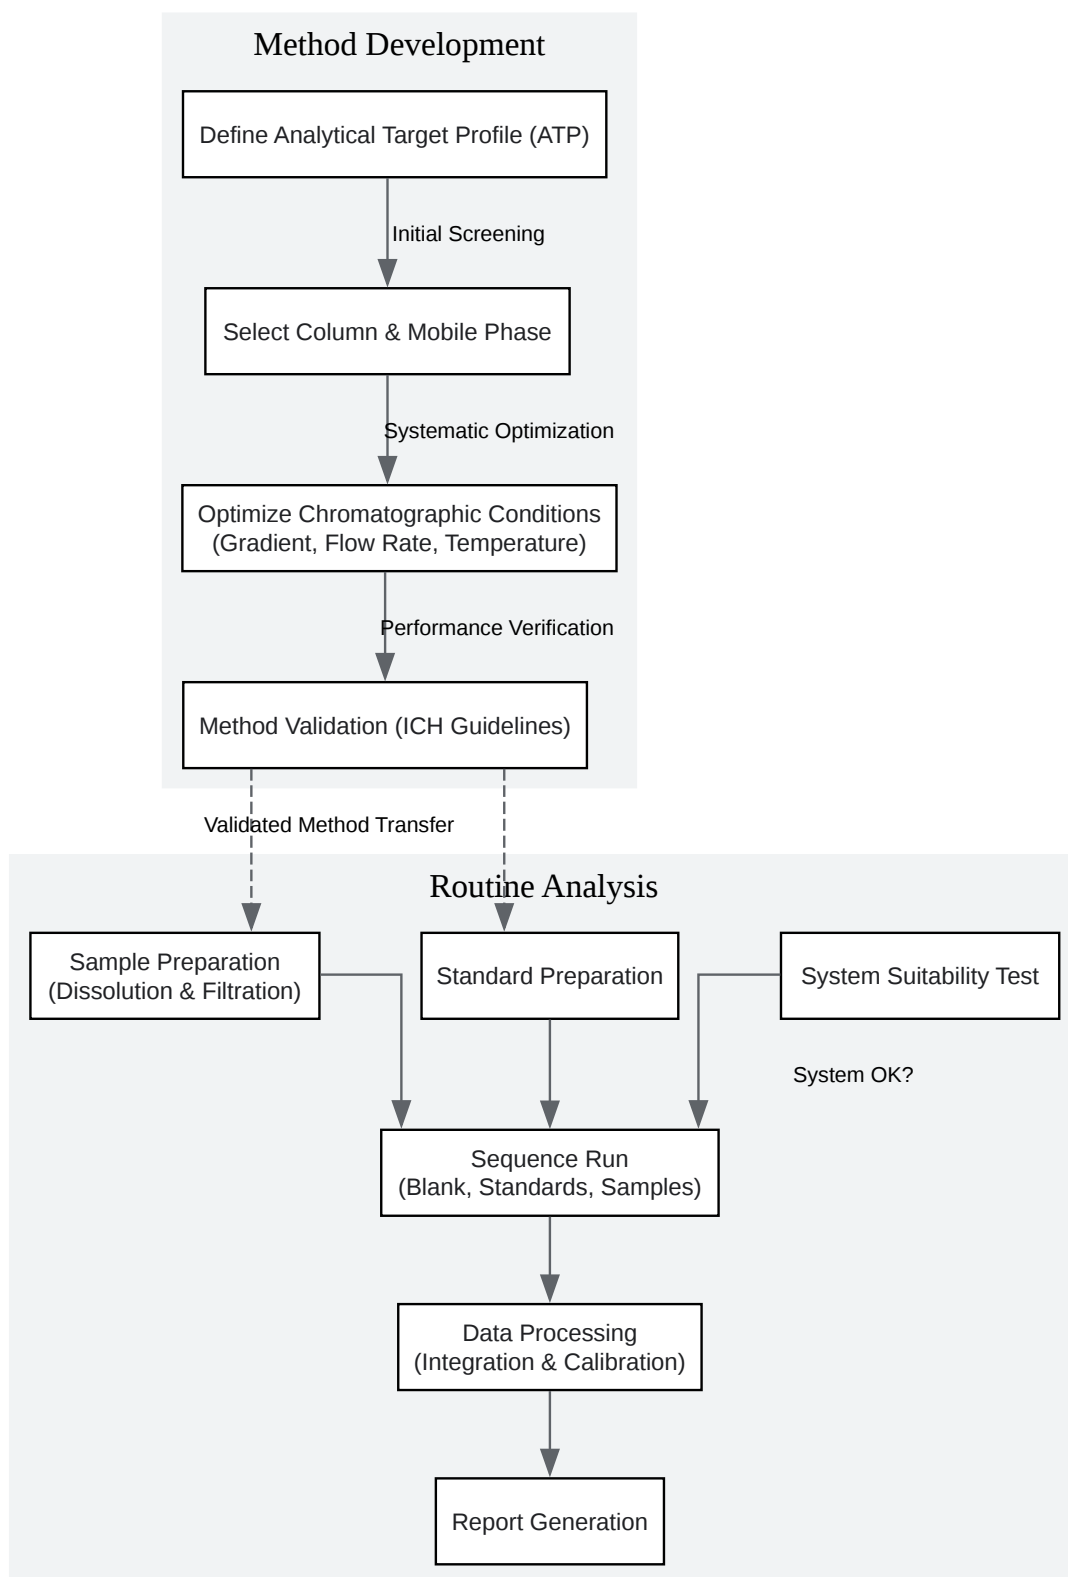 Method Development
Define Analytical Target Profile (ATP)
Initial Screening
Select Column & Mobile Phase
Systematic Optimization
Optimize Chromatographic Conditions
(Gradient, Flow Rate, Temperature)
Performance Verification
Method Validation (ICH Guidelines)
Validated Method Transfer
Routine Analysis
Sample Preparation
(Dissolution & Filtration)
Standard Preparation
System Suitability Test
System OK?
Sequence Run
(Blank, Standards, Samples)
Data Processing
(Integration & Calibration)
Report Generation